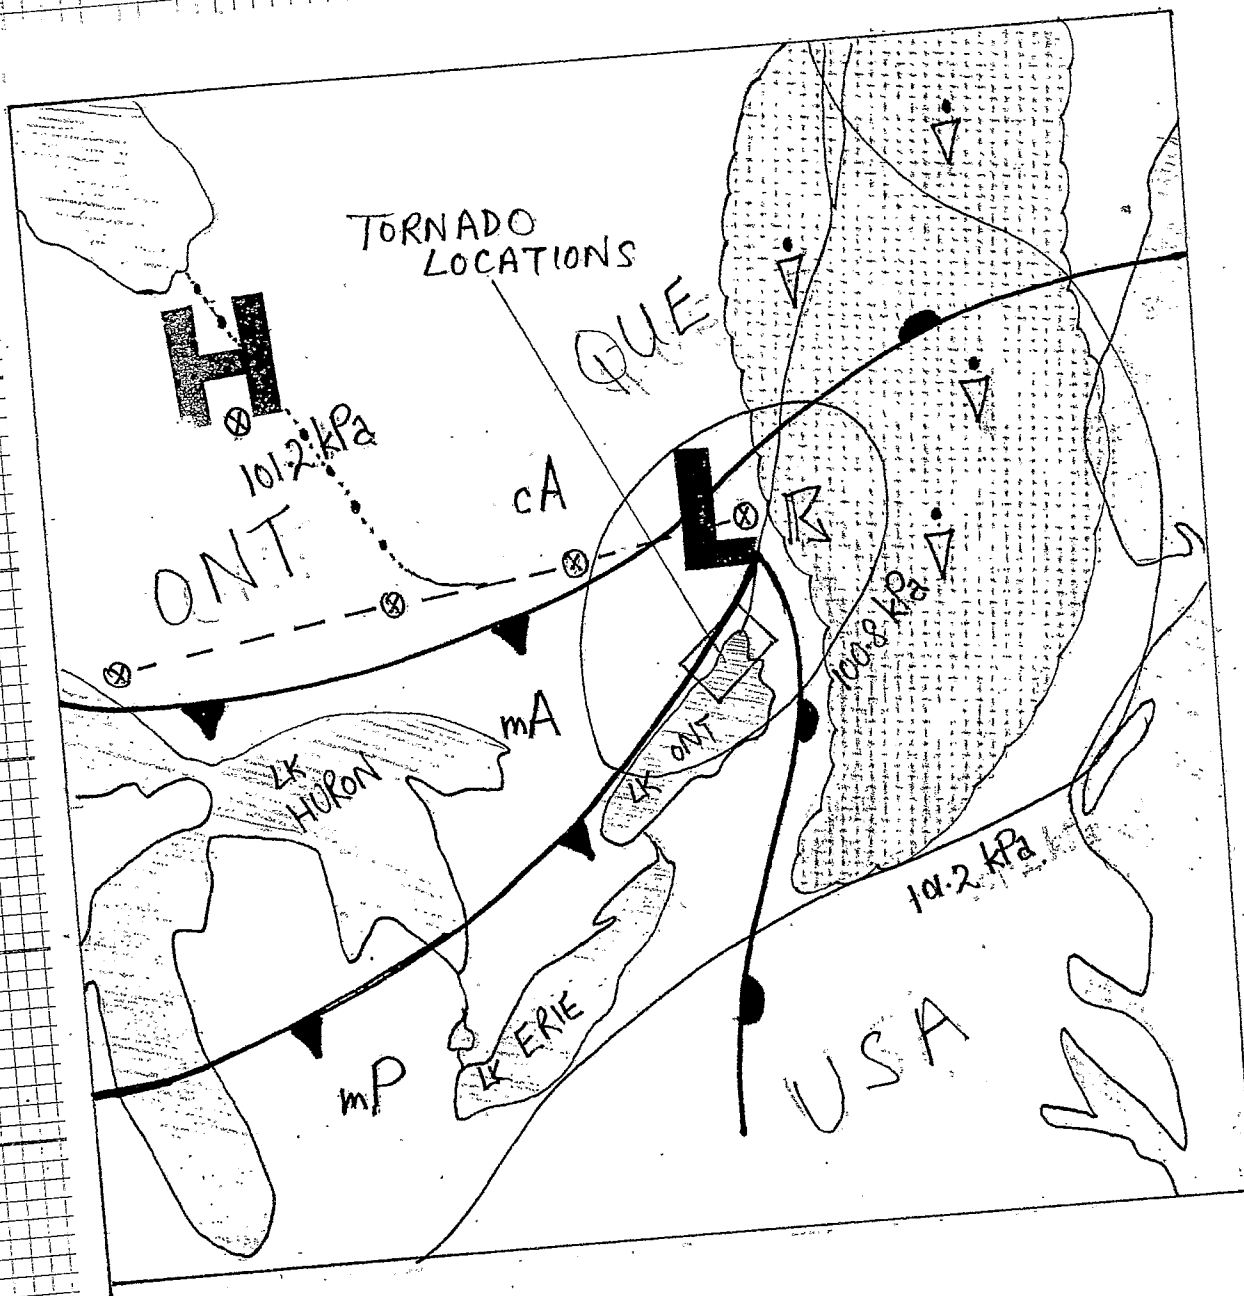 TORNADO
LOCATIONS
QUE
H
101.2 kPa
ONT
cA
L
100.8 kPa
mA
LK
HURON
LK ONT
101.2 kPa
LK ERIE
mP
USA